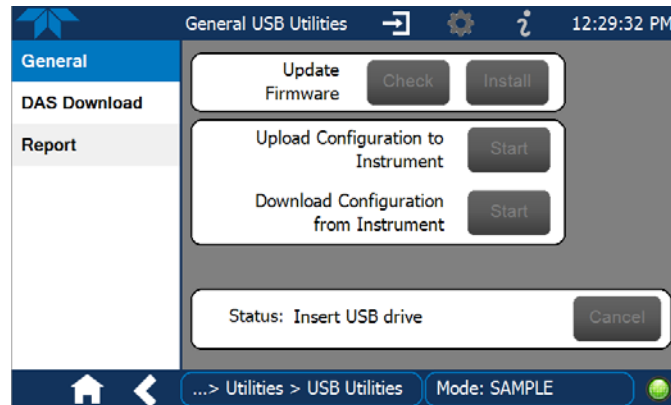 General USB Utilities
12:29:32 PM
General
DAS Download
Report
Update
Firmware
Check
Install
Upload Configuration to
Instrument
Start
Download Configuration
from Instrument
Start
Status: Insert USB drive
Cancel
...> Utilities > USB Utilities
Mode: SAMPLE